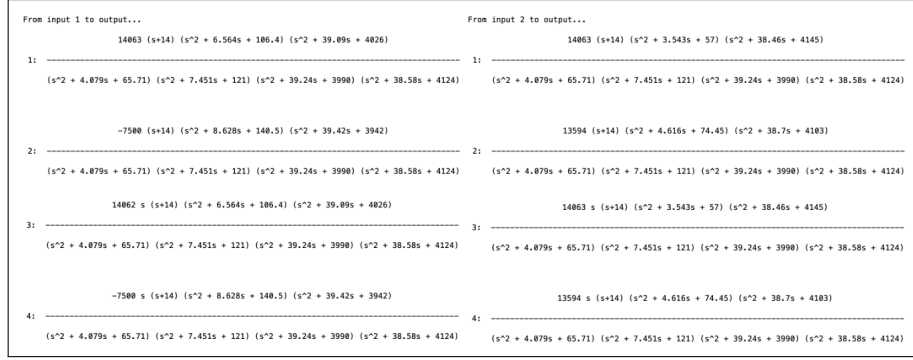 From input 1 to output...
14063 (s+14) (s^2 + 6.564s + 106.4) (s^2 + 39.09s + 4026)
1: ----------------------------------------------------------------------
(s^2 + 4.079s + 65.71) (s^2 + 7.451s + 121) (s^2 + 39.24s + 3990) (s^2 + 38.58s + 4124)
-7500 (s+14) (s^2 + 8.628s + 140.5) (s^2 + 39.42s + 3942)
2: ----------------------------------------------------------------------
(s^2 + 4.079s + 65.71) (s^2 + 7.451s + 121) (s^2 + 39.24s + 3990) (s^2 + 38.58s + 4124)
14062 s (s+14) (s^2 + 6.564s + 106.4) (s^2 + 39.09s + 4026)
3: ----------------------------------------------------------------------
(s^2 + 4.079s + 65.71) (s^2 + 7.451s + 121) (s^2 + 39.24s + 3990) (s^2 + 38.58s + 4124)
-7500 s (s+14) (s^2 + 8.628s + 140.5) (s^2 + 39.42s + 3942)
4: ----------------------------------------------------------------------
(s^2 + 4.079s + 65.71) (s^2 + 7.451s + 121) (s^2 + 39.24s + 3990) (s^2 + 38.58s + 4124)
From input 2 to output...
14063 (s+14) (s^2 + 3.543s + 57) (s^2 + 38.46s + 4145)
1: ----------------------------------------------------------------------
(s^2 + 4.079s + 65.71) (s^2 + 7.451s + 121) (s^2 + 39.24s + 3990) (s^2 + 38.58s + 4124)
13594 (s+14) (s^2 + 4.616s + 74.45) (s^2 + 38.7s + 4103)
2: ----------------------------------------------------------------------
(s^2 + 4.079s + 65.71) (s^2 + 7.451s + 121) (s^2 + 39.24s + 3990) (s^2 + 38.58s + 4124)
14063 s (s+14) (s^2 + 3.543s + 57) (s^2 + 38.46s + 4145)
3: ----------------------------------------------------------------------
(s^2 + 4.079s + 65.71) (s^2 + 7.451s + 121) (s^2 + 39.24s + 3990) (s^2 + 38.58s + 4124)
13594 s (s+14) (s^2 + 4.616s + 74.45) (s^2 + 38.7s + 4103)
4: ----------------------------------------------------------------------
(s^2 + 4.079s + 65.71) (s^2 + 7.451s + 121) (s^2 + 39.24s + 3990) (s^2 + 38.58s + 4124)